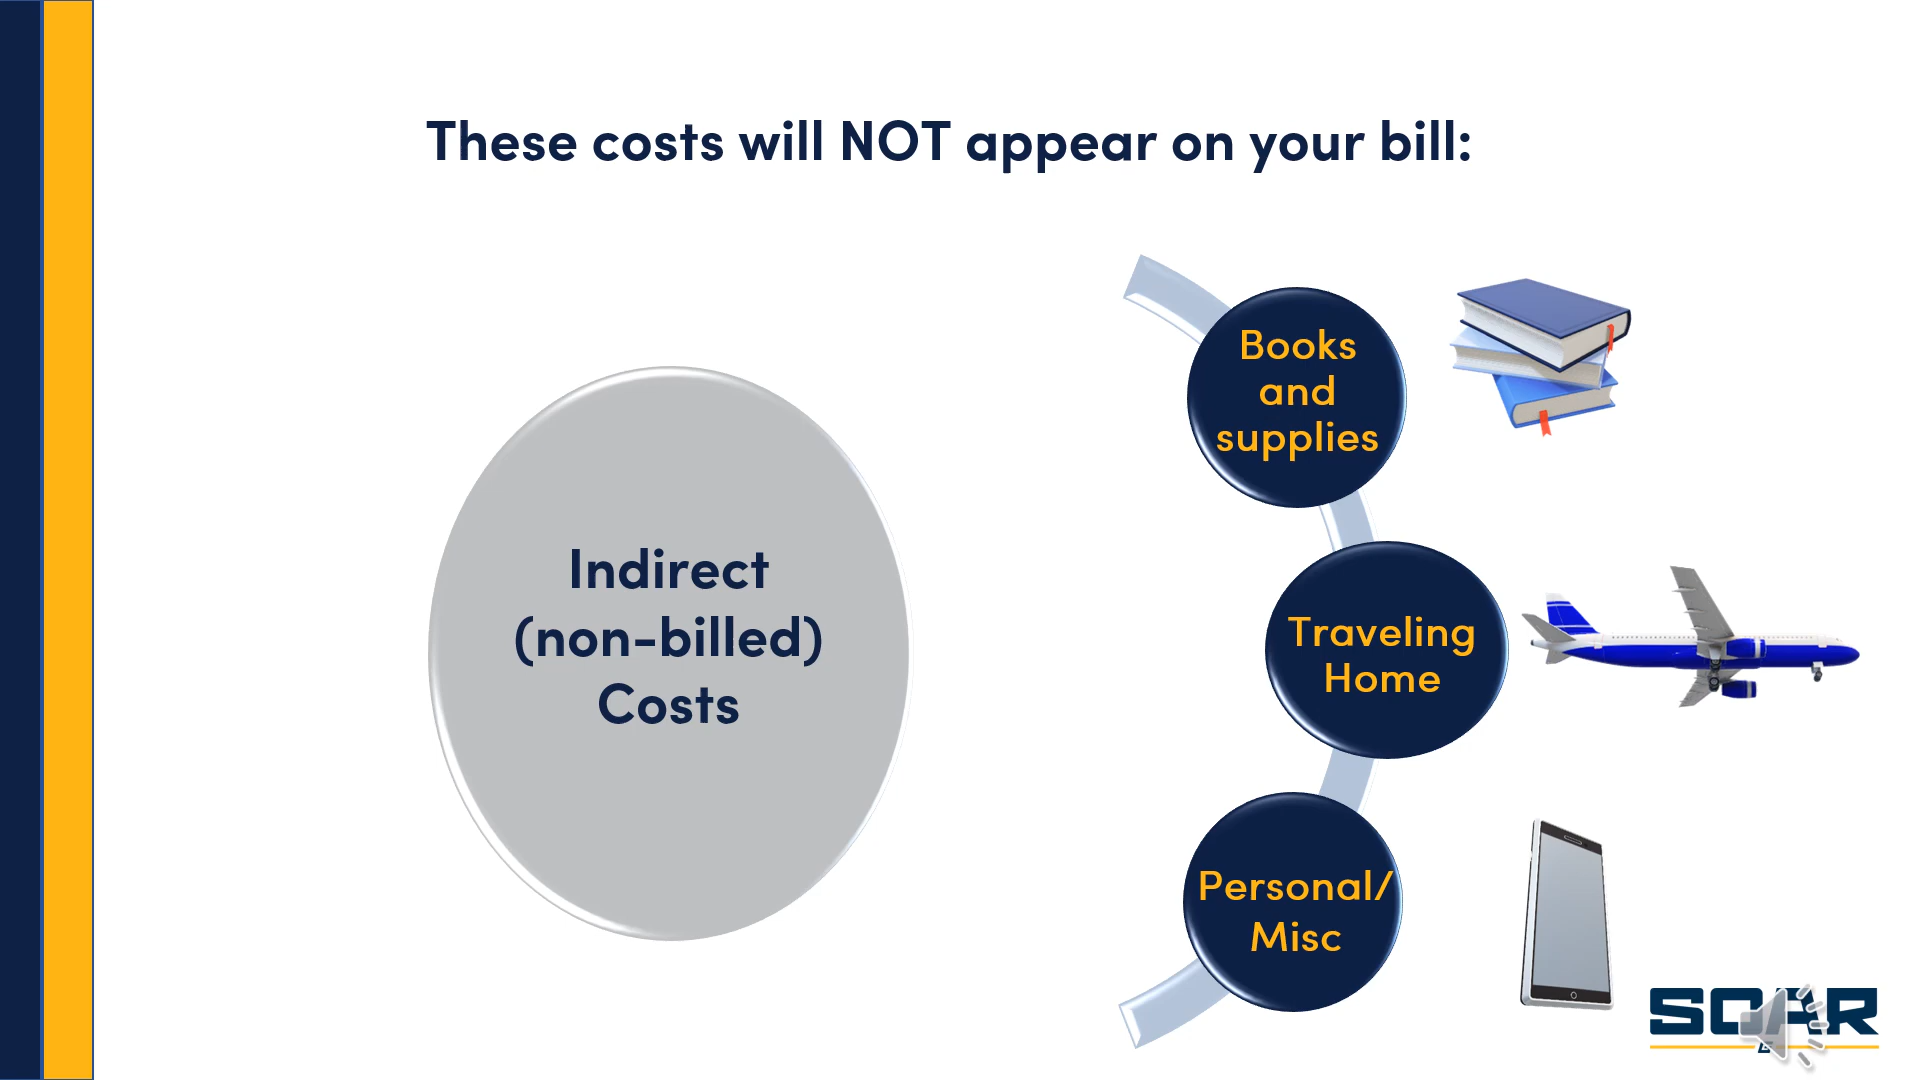 These costs will NOT appear on your bill:
Indirect
(non-billed)
Costs
Books
and
supplies
Traveling
Home
Personal/
Misc
SOAR